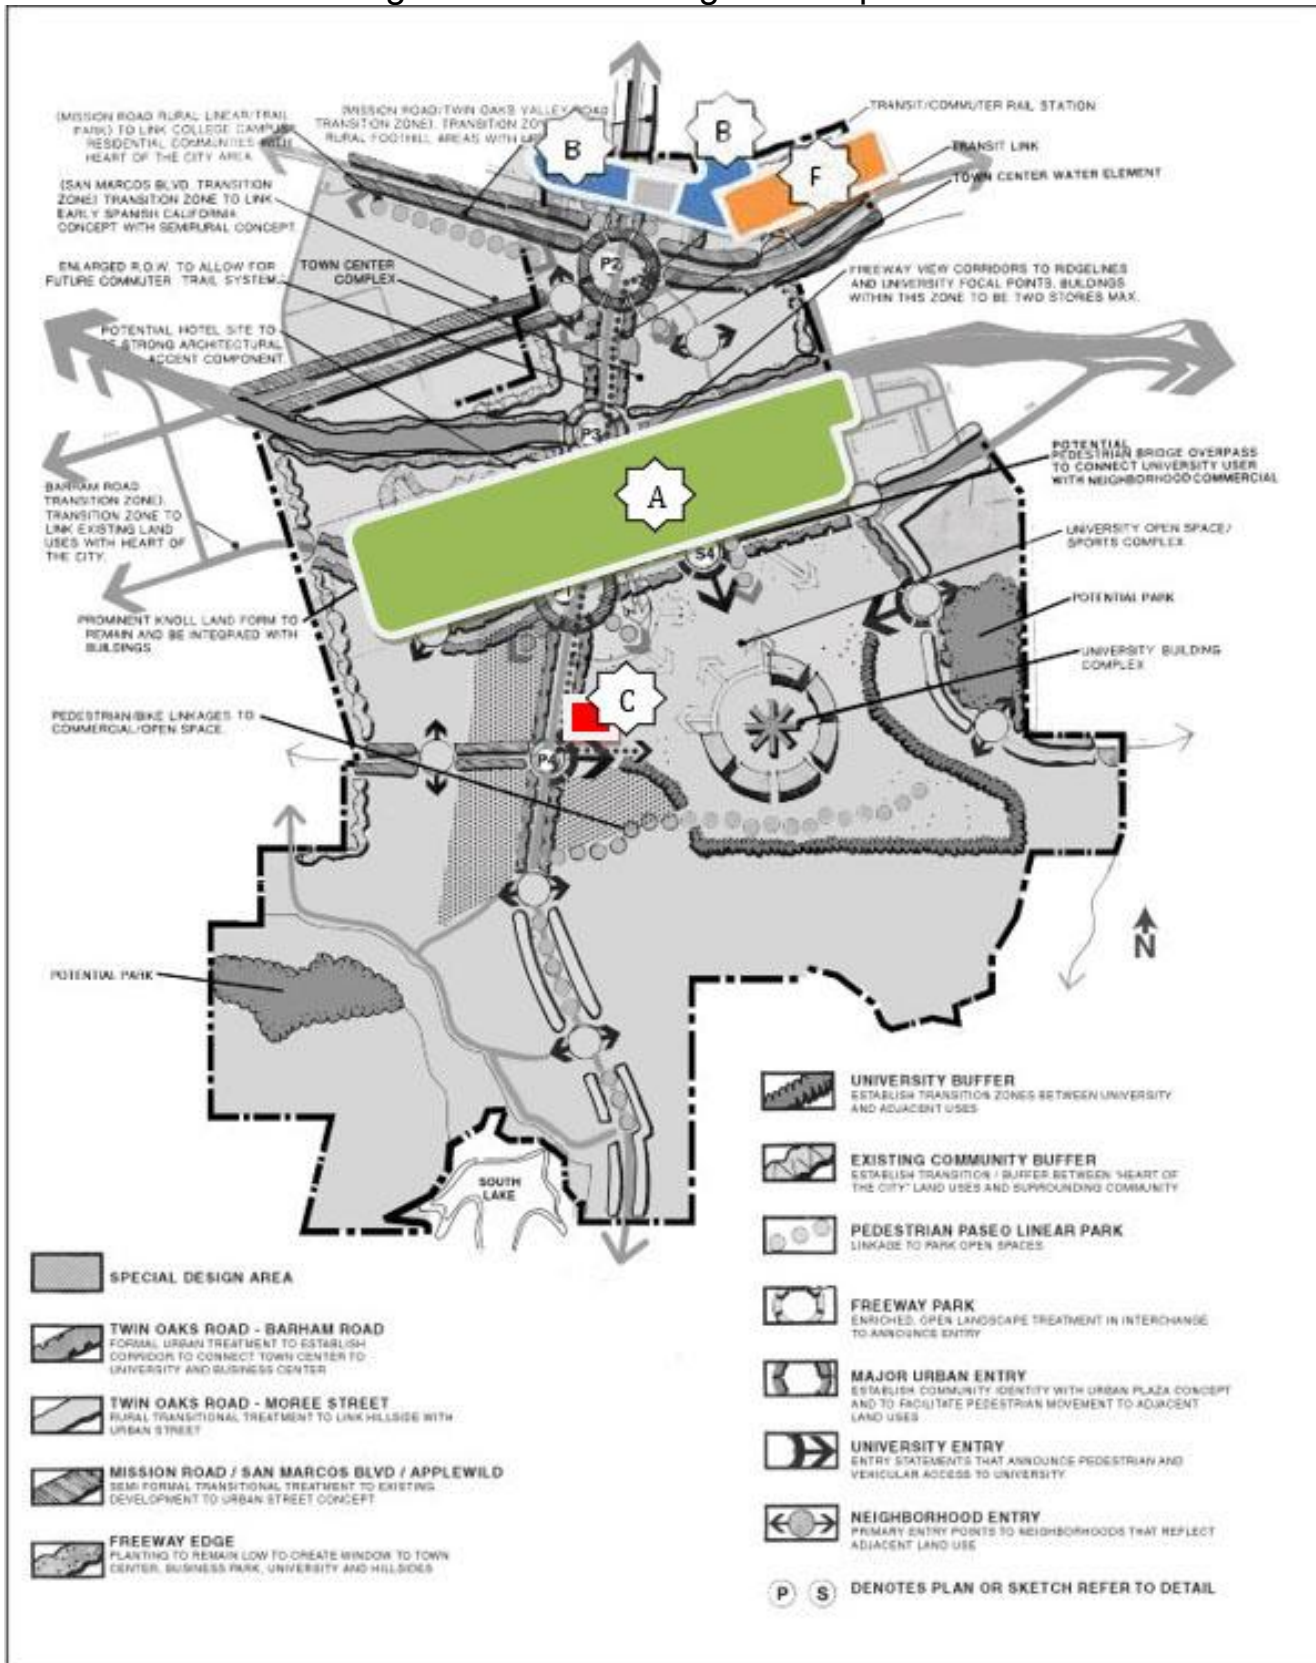 (MISSION ROAD RURAL LINEAR/TRAIL
PARK) TO LINK COLLEGE CAMPUS
RESIDENTIAL COMMUNITIES WITH
HEART OF THE CITY AREA.
(MISSION ROAD/TWIN OAKS VALLEY ROAD
TRANSITION ZONE). TRANSITION
RURAL FOOTHILL AREAS WITH
TRANSIT/COMMUTER RAIL STATION
TRANSIT LINK
TOWN CENTER WATER ELEMENT
B
B
F
(SAN MARCOS BLVD. TRANSITION
ZONE) TRANSITION ZONE TO LINK
EARLY SPANISH CALIFORNIA
CONCEPT WITH SEMIRURAL CONCEPT
ENLARGED R.O.W. TO ALLOW FOR
FUTURE COMMUTER TRAIL SYSTEM.
TOWN CENTER
COMPLEX
P2
FREEWAY VIEW CORRIDORS TO RIDGELINES
AND UNIVERSITY FOCAL POINTS. BUILDINGS
WITHIN THIS ZONE TO BE TWO STORIES MAX.
POTENTIAL HOTEL SITE TO
STRONG ARCHITECTURAL
ACCENT COMPONENT.
P3
A
POTENTIAL
PEDESTRIAN BRIDGE OVERPASS
TO CONNECT UNIVERSITY USER
WITH NEIGHBORHOOD COMMERCIAL
BARHAM ROAD
TRANSITION ZONE).
TRANSITION ZONE TO
LINK EXISTING LAND
USES WITH HEART OF
THE CITY.
UNIVERSITY OPEN SPACE/
SPORTS COMPLEX
S4
P1
POTENTIAL PARK
PROMINENT KNOLL LAND FORM TO
REMAIN AND BE INTEGRAED WITH
BUILDINGS
UNIVERSITY BUILDING
COMPLEX
C
PEDESTRIAN/BIKE LINKAGES TO
COMMERCIAL/OPEN SPACE.
P4
N
POTENTIAL PARK
SOUTH
LAKE
SPECIAL DESIGN AREA
TWIN OAKS ROAD - BARHAM ROAD
FORMAL URBAN TREATMENT TO ESTABLISH
CORRIDOR TO CONNECT TOWN CENTER TO
UNIVERSITY AND BUSINESS CENTER
TWIN OAKS ROAD - MOREE STREET
RURAL TRANSITIONAL TREATMENT TO LINK HILLSIDE WITH
URBAN STREET
MISSION ROAD / SAN MARCOS BLVD / APPLEWILD
SEMI FORMAL TRANSITIONAL TREATMENT TO EXISTING
DEVELOPMENT TO URBAN STREET CONCEPT
FREEWAY EDGE
PLANTING TO REMAIN LOW TO CREATE WINDOW TO TOWN
CENTER, BUSINESS PARK, UNIVERSITY AND HILLSIDES
UNIVERSITY BUFFER
ESTABLISH TRANSITION ZONES BETWEEN UNIVERSITY
AND ADJACENT USES
EXISTING COMMUNITY BUFFER
ESTABLISH TRANSITION / BUFFER BETWEEN "HEART OF
THE CITY" LAND USES AND SURROUNDING COMMUNITY
PEDESTRIAN PASEO LINEAR PARK
LINKAGE TO PARK OPEN SPACES
FREEWAY PARK
ENRICHED, OPEN LANDSCAPE TREATMENT IN INTERCHANGE
TO ANNOUNCE ENTRY
MAJOR URBAN ENTRY
ESTABLISH COMMUNITY IDENTITY WITH URBAN PLAZA CONCEPT
AND TO FACILITATE PEDESTRIAN MOVEMENT TO ADJACENT
LAND USES
UNIVERSITY ENTRY
ENTRY STATEMENTS THAT ANNOUNCE PEDESTRIAN AND
VEHICULAR ACCESS TO UNIVERSITY
NEIGHBORHOOD ENTRY
PRIMARY ENTRY POINTS TO NEIGHBORHOODS THAT REFLECT
ADJACENT LAND USE
P S DENOTES PLAN OR SKETCH REFER TO DETAIL